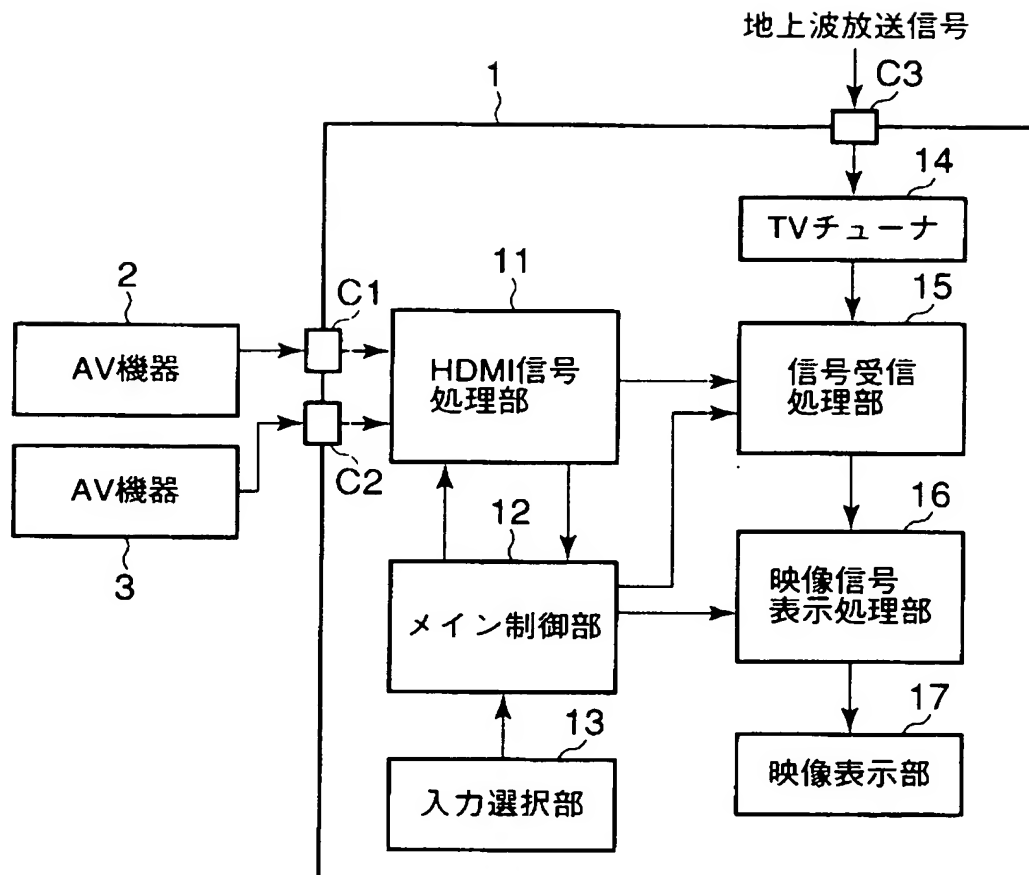 地上波放送信号
C3
1
14
TVチューナ
2
C1
11
15
AV機器
HDMI信号
処理部
信号受信
処理部
AV機器
C2
3
12
16
メイン制御部
映像信号
表示処理部
13
17
入力選択部
映像表示部